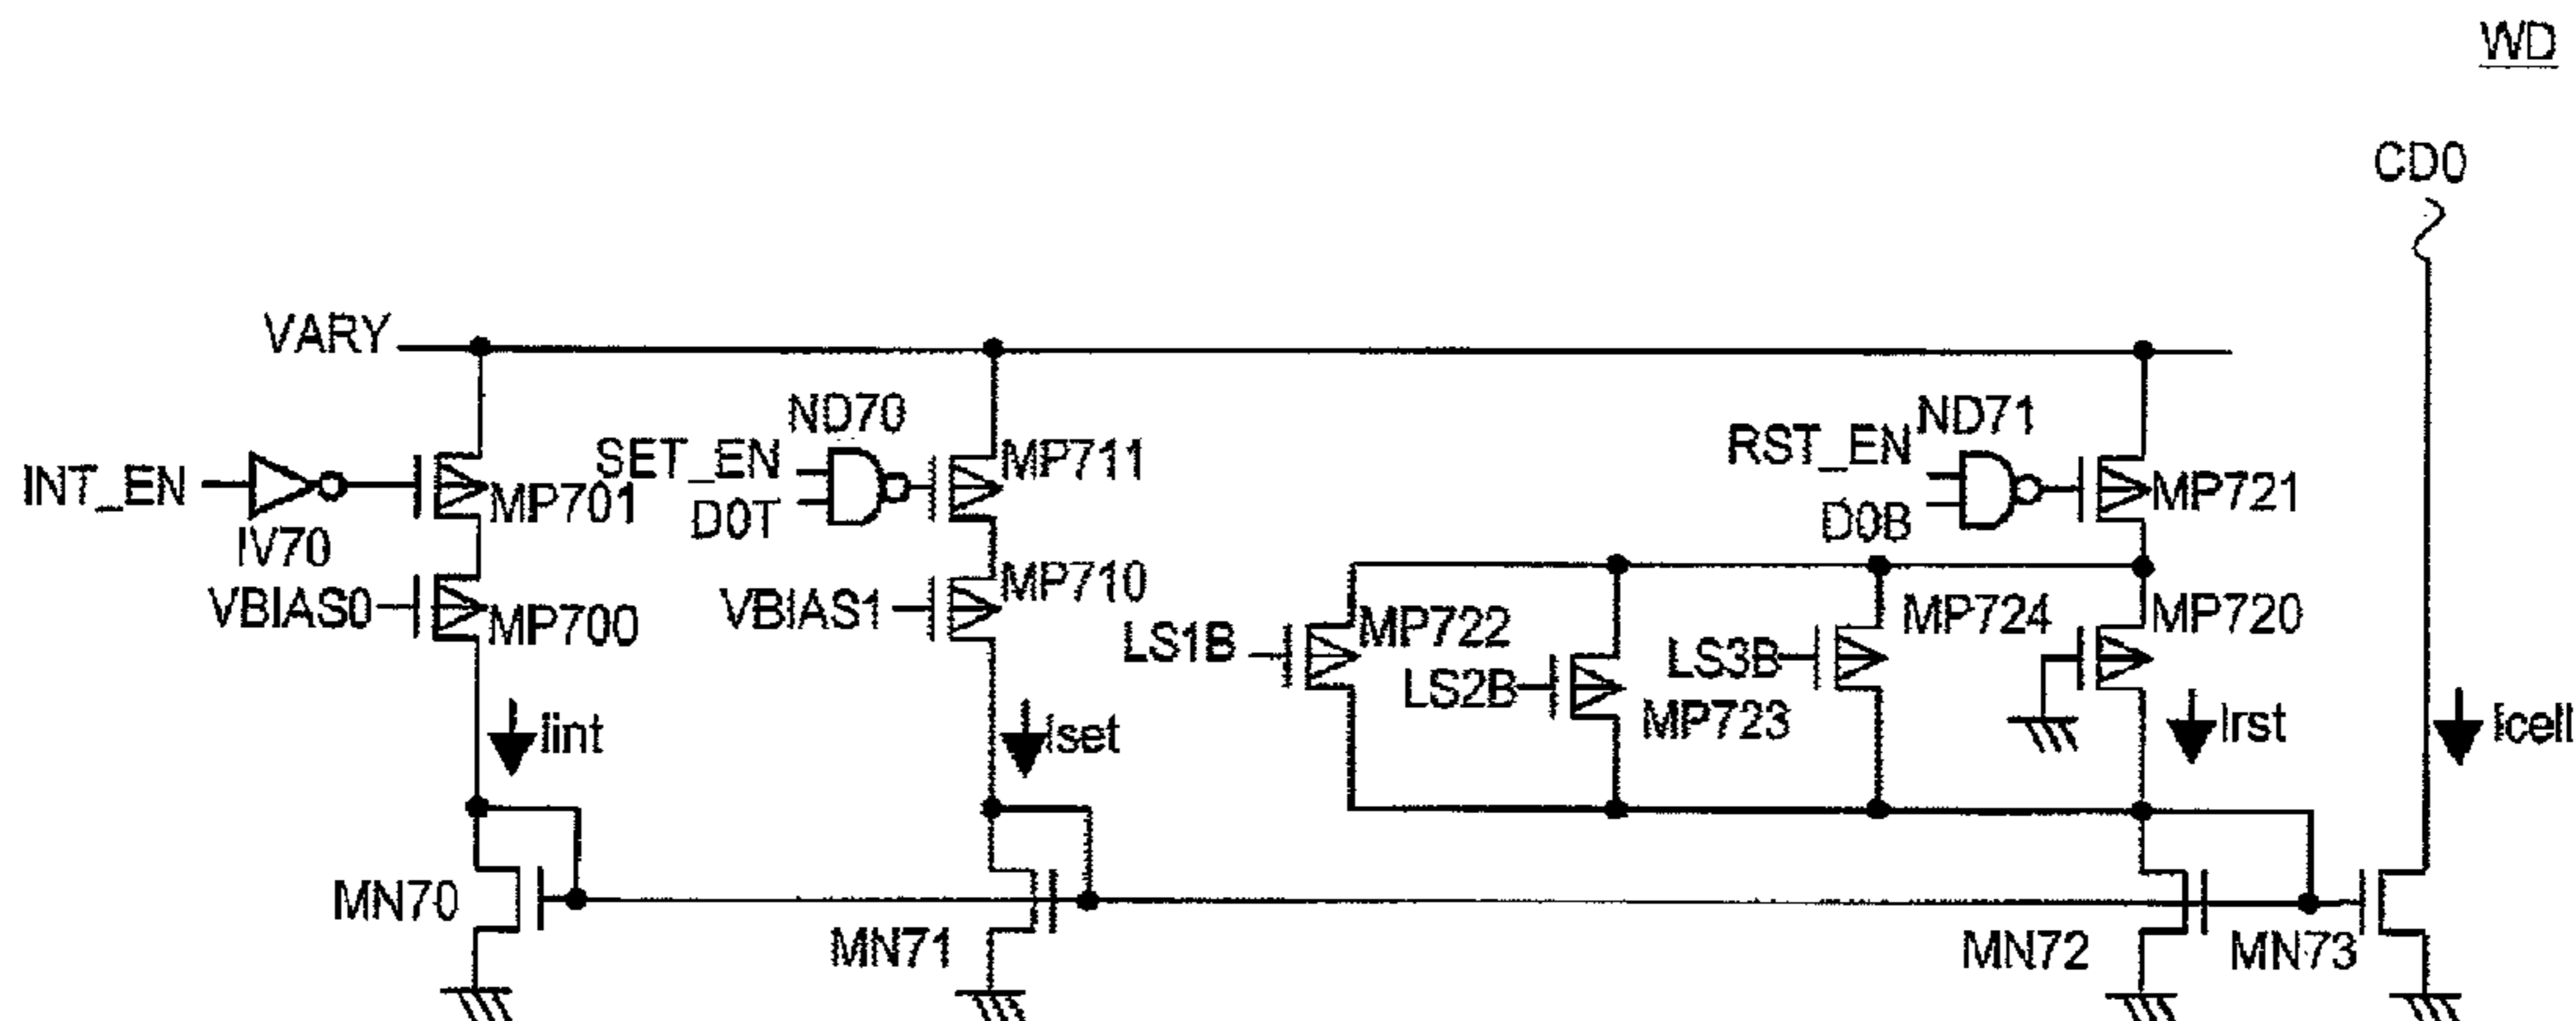 WD
CD0
VARY
ND70
ND71
INT_EN
SET_EN
D0T
MP711
RST_EN
D0B
MP721
MP701
IV70
VBIAS0
MP700
VBIAS1
MP710
LS1B
MP722
LS2B
MP723
LS3B
MP724
MP720
Iint
Iset
Irst
Icell
MN70
MN71
MN72
MN73